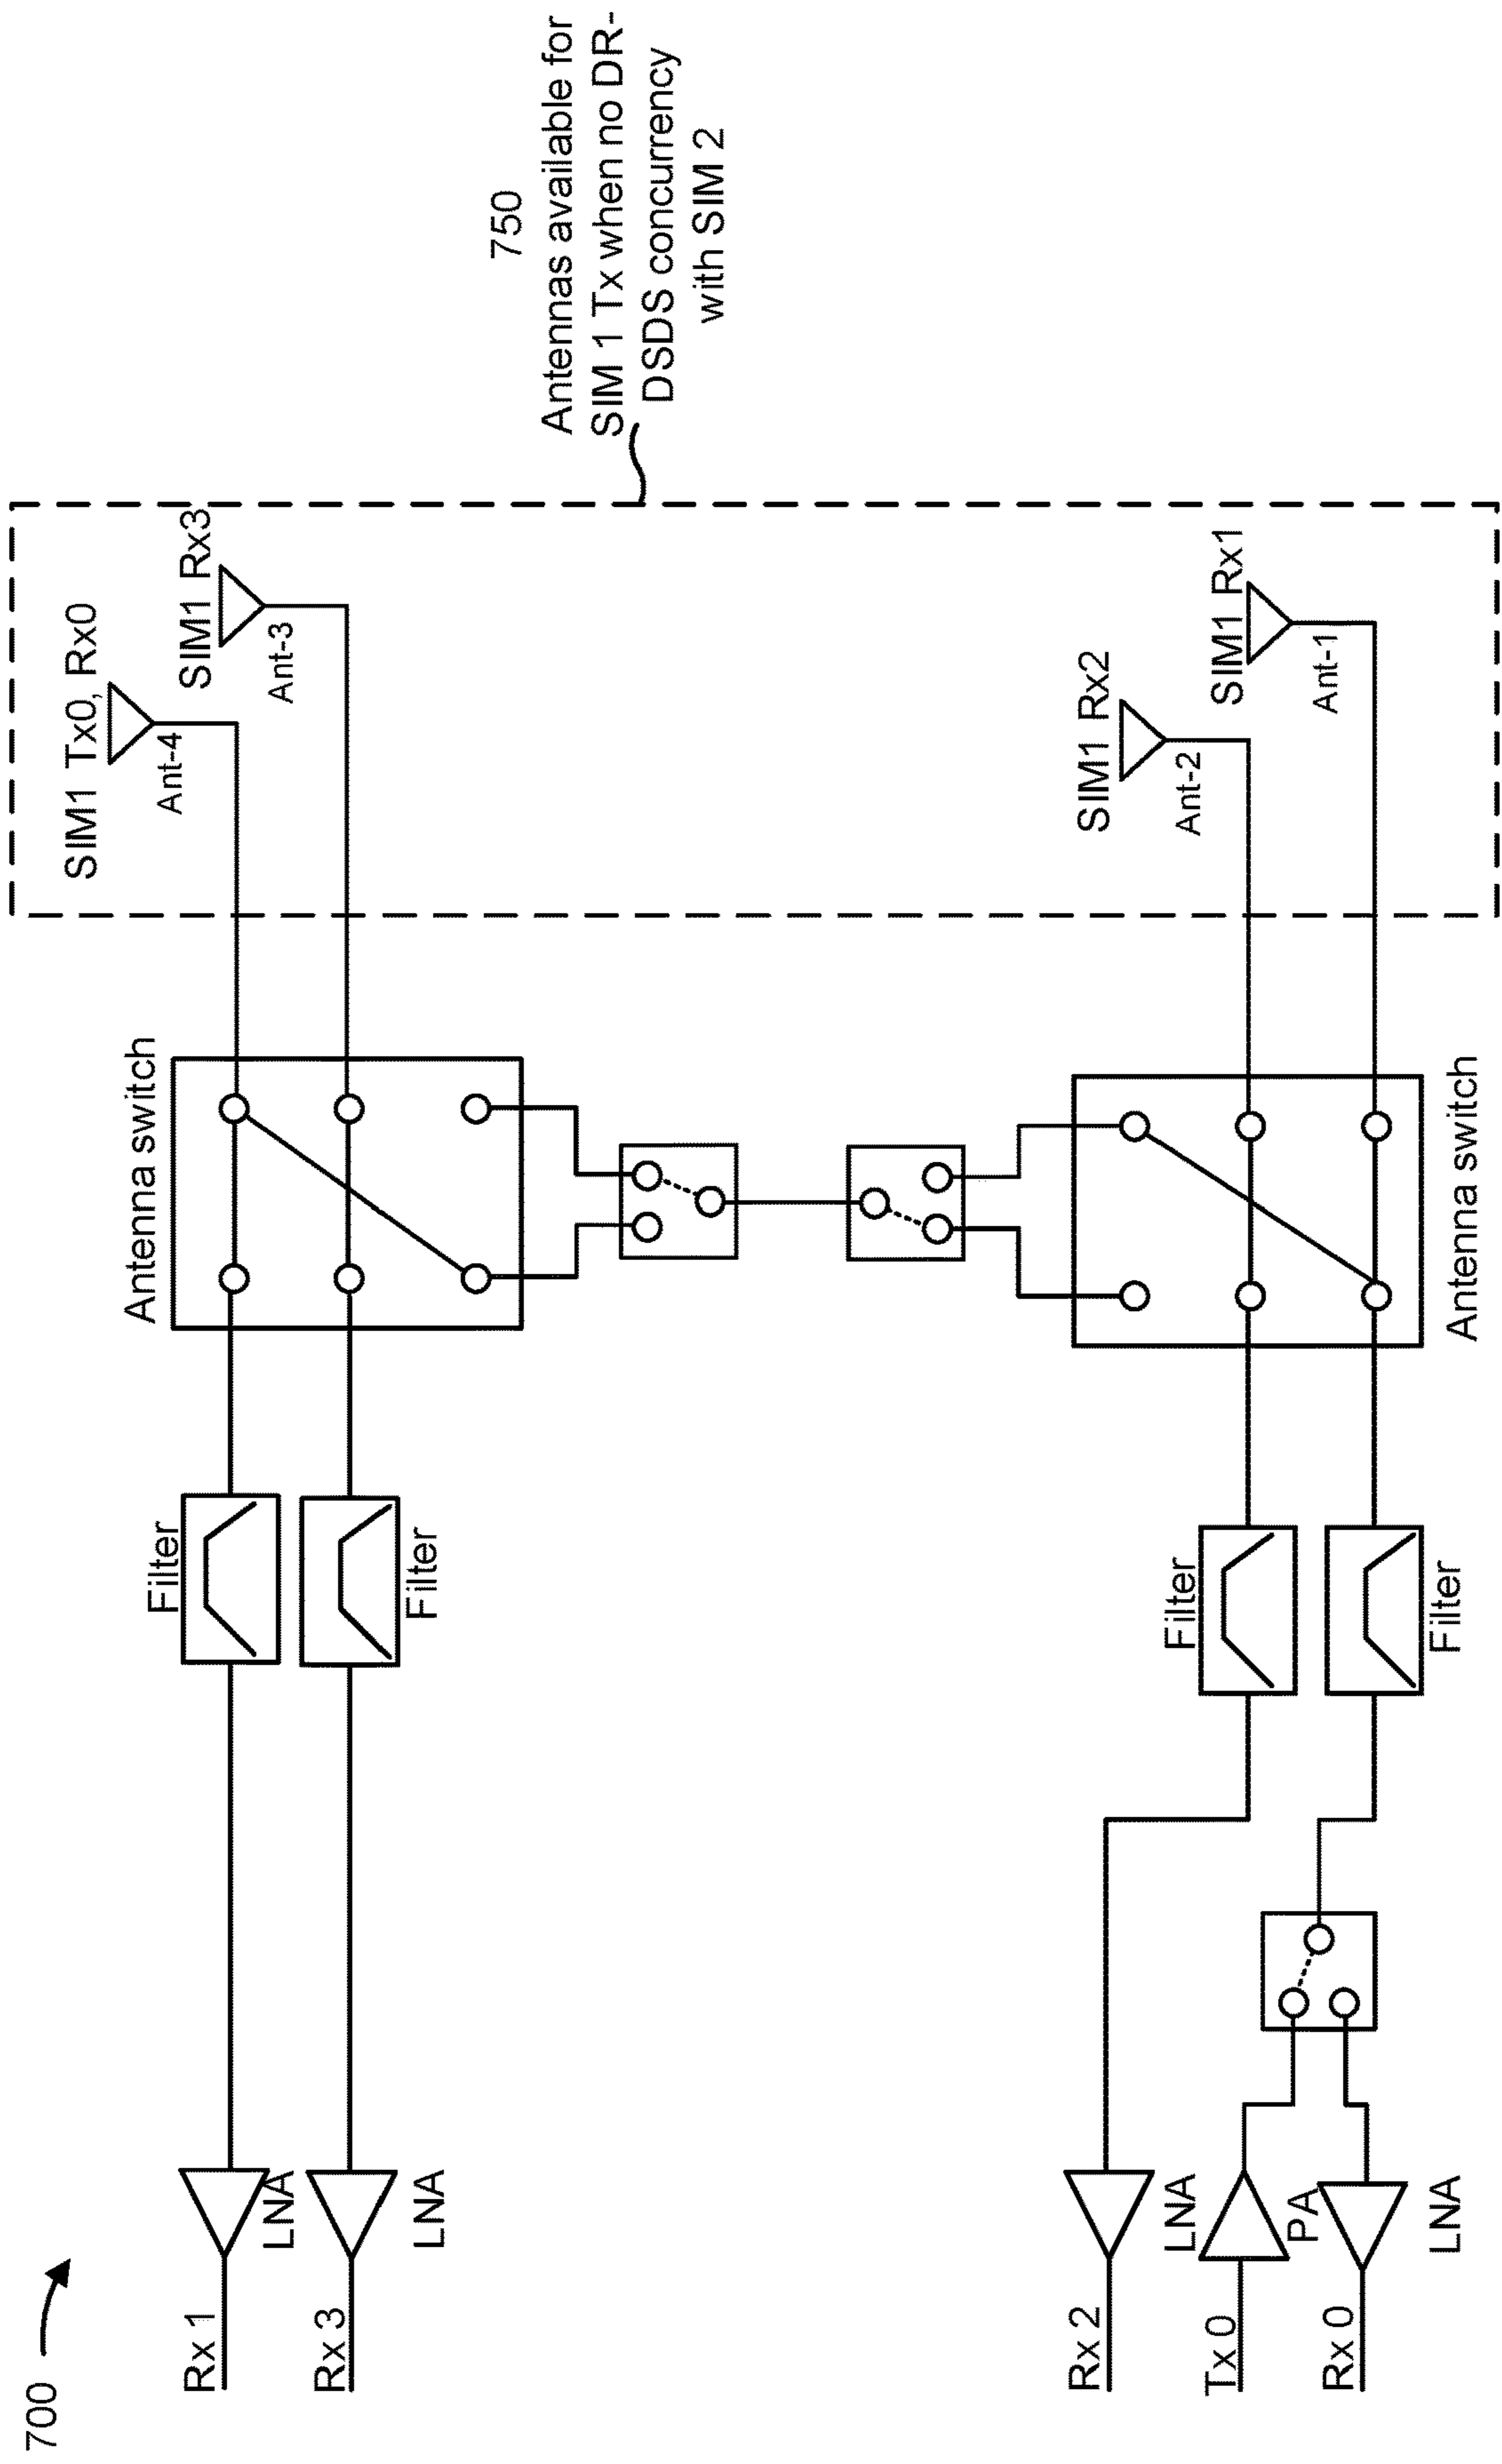 700
Rx 1
LNA
Filter
Antenna switch
SIM1 Tx0, Rx0
Ant-4
Rx 3
LNA
Filter
SIM1 Rx3
Ant-3
750
Antennas available for
SIM 1 Tx when no DR-
DSDS concurrency
with SIM 2
Rx 2
LNA
Filter
SIM1 Rx2
Ant-2
Tx 0
PA
Rx 0
LNA
Filter
Antenna switch
SIM1 Rx1
Ant-1